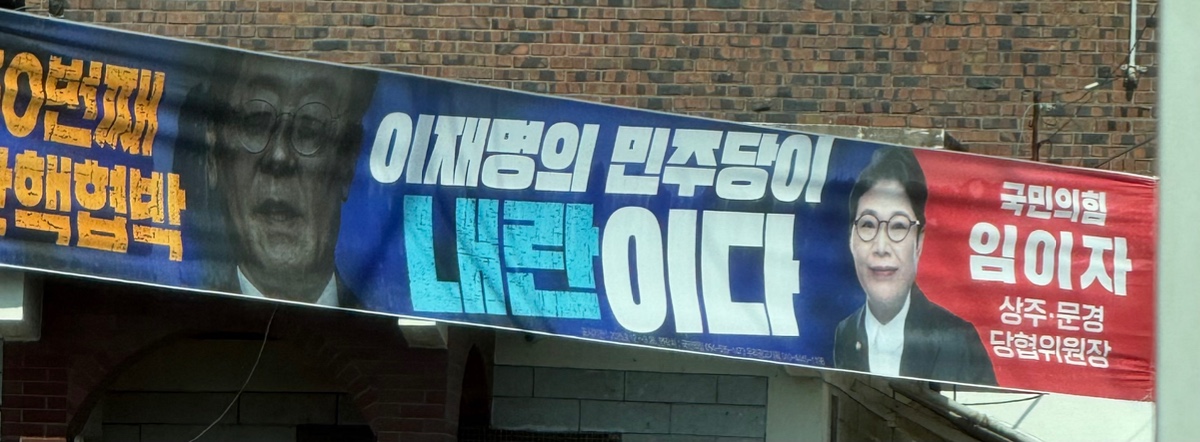 0번째
핵협박
이재명의 민주당이
내란이다
국민의힘
임이자
상주·문경
당협위원장